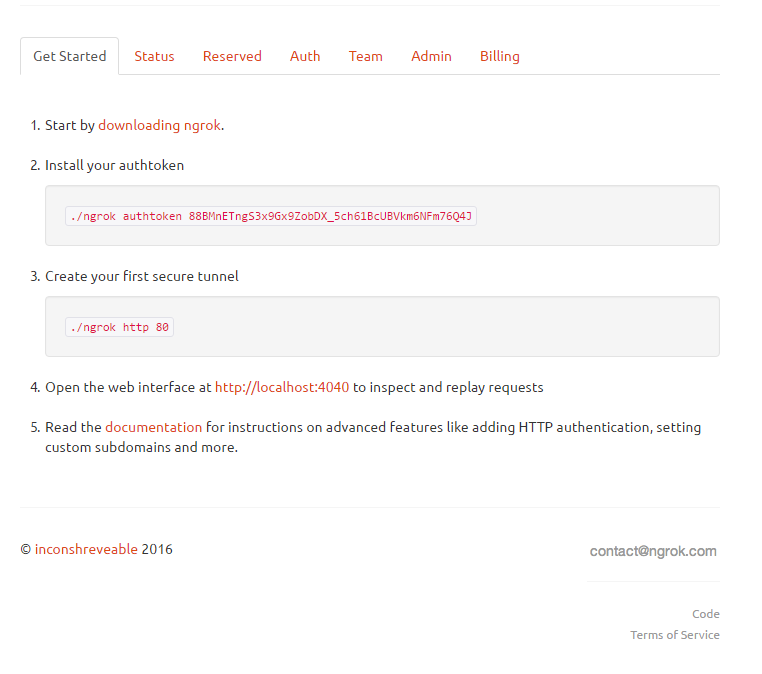 Get Started Status Reserved Auth Team Admin Billing
1. Start by downloading ngrok.
2. Install your authtoken
./ngrok authtoken 88BMnETngS3x9Gx9ZobDX_5ch61BcUBVkm6NFm76Q4J
3. Create your first secure tunnel
./ngrok http 80
4. Open the web interface at http://localhost:4040 to inspect and replay requests
5. Read the documentation for instructions on advanced features like adding HTTP authentication, setting
custom subdomains and more.
© inconshreveable 2016
contact@ngrok.com
Code
Terms of Service